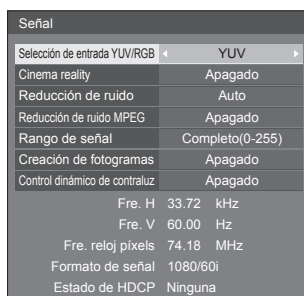 Señal
Selección de entrada YUV/RGB YUV
Cinema reality Apagado
Reducción de ruido Auto
Reducción de ruido MPEG Apagado
Rango de señal Completo(0-255)
Creación de fotogramas Apagado
Control dinámico de contraluz Apagado
Fre. H 33.72 kHz
Fre. V 60.00 Hz
Fre. reloj píxels 74.18 MHz
Formato de señal 1080/60i
Estado de HDCP Ninguna